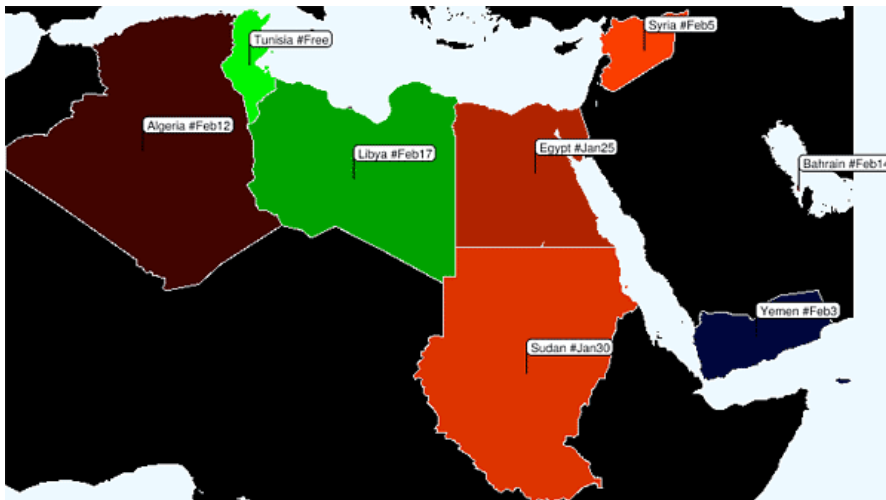 Tunisia #Free
Syria #Feb5
Algeria #Feb12
Libya #Feb17
Egypt #Jan25
Bahrain #Feb14
Yemen #Feb3
Sudan #Jan30